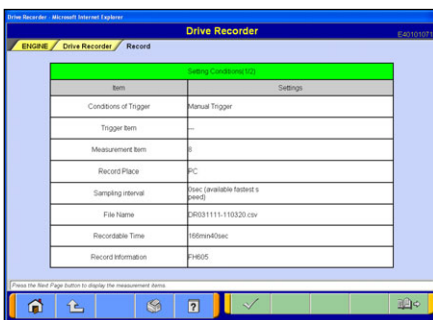 Drive Recorder - Microsoft Internet Explorer
Drive Recorder
E40101071
ENGINE Drive Recorder Record
Setting Conditions(1/2)
Item Settings
Conditions of Trigger Manual Trigger
Trigger Item ---
Measurement Item 8
Record Place PC
Sampling Interval 0sec (available fastest s
peed)
File Name DR031111-110320.csv
Recordable Time 166min40sec
Record Information FH605
Press the Next Page button to display the measurement items.
?